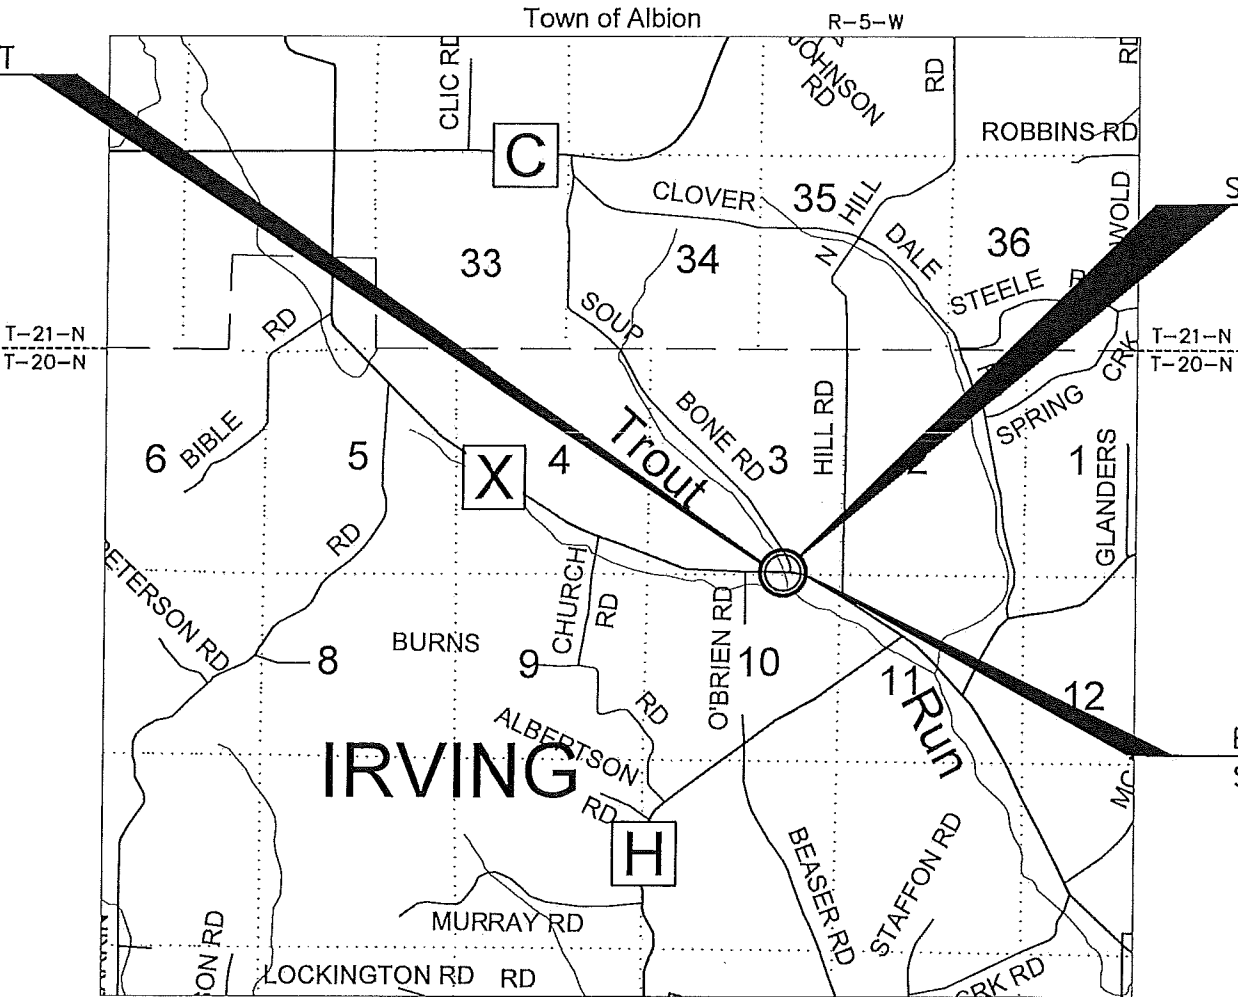 Town of Albion
R-5-W
T
CLIC RD
JOHNSON
RD
RD
RD
ROBBINS RD
C
CLOVER
35
HILL
N
DALE
WOLD
S
33
34
36
SOUP
STEELE
RD
T-21-N
T-20-N
T-21-N
T-20-N
CRK
BIBLE
6
5
X
4
Trout
BONE RD
3
HILL RD
SPRING
1
GLANDERS
RD
PETERSON RD
CHURCH
RD
BURNS
8
9
O'BRIEN RD
10
11
12
Run
RD
ALBERTSON
IRVING
RD
MC
H
BEASER RD
STAFFON RD
MURRAY RD
SON RD
LOCKINGTON RD
RD
CRK RD